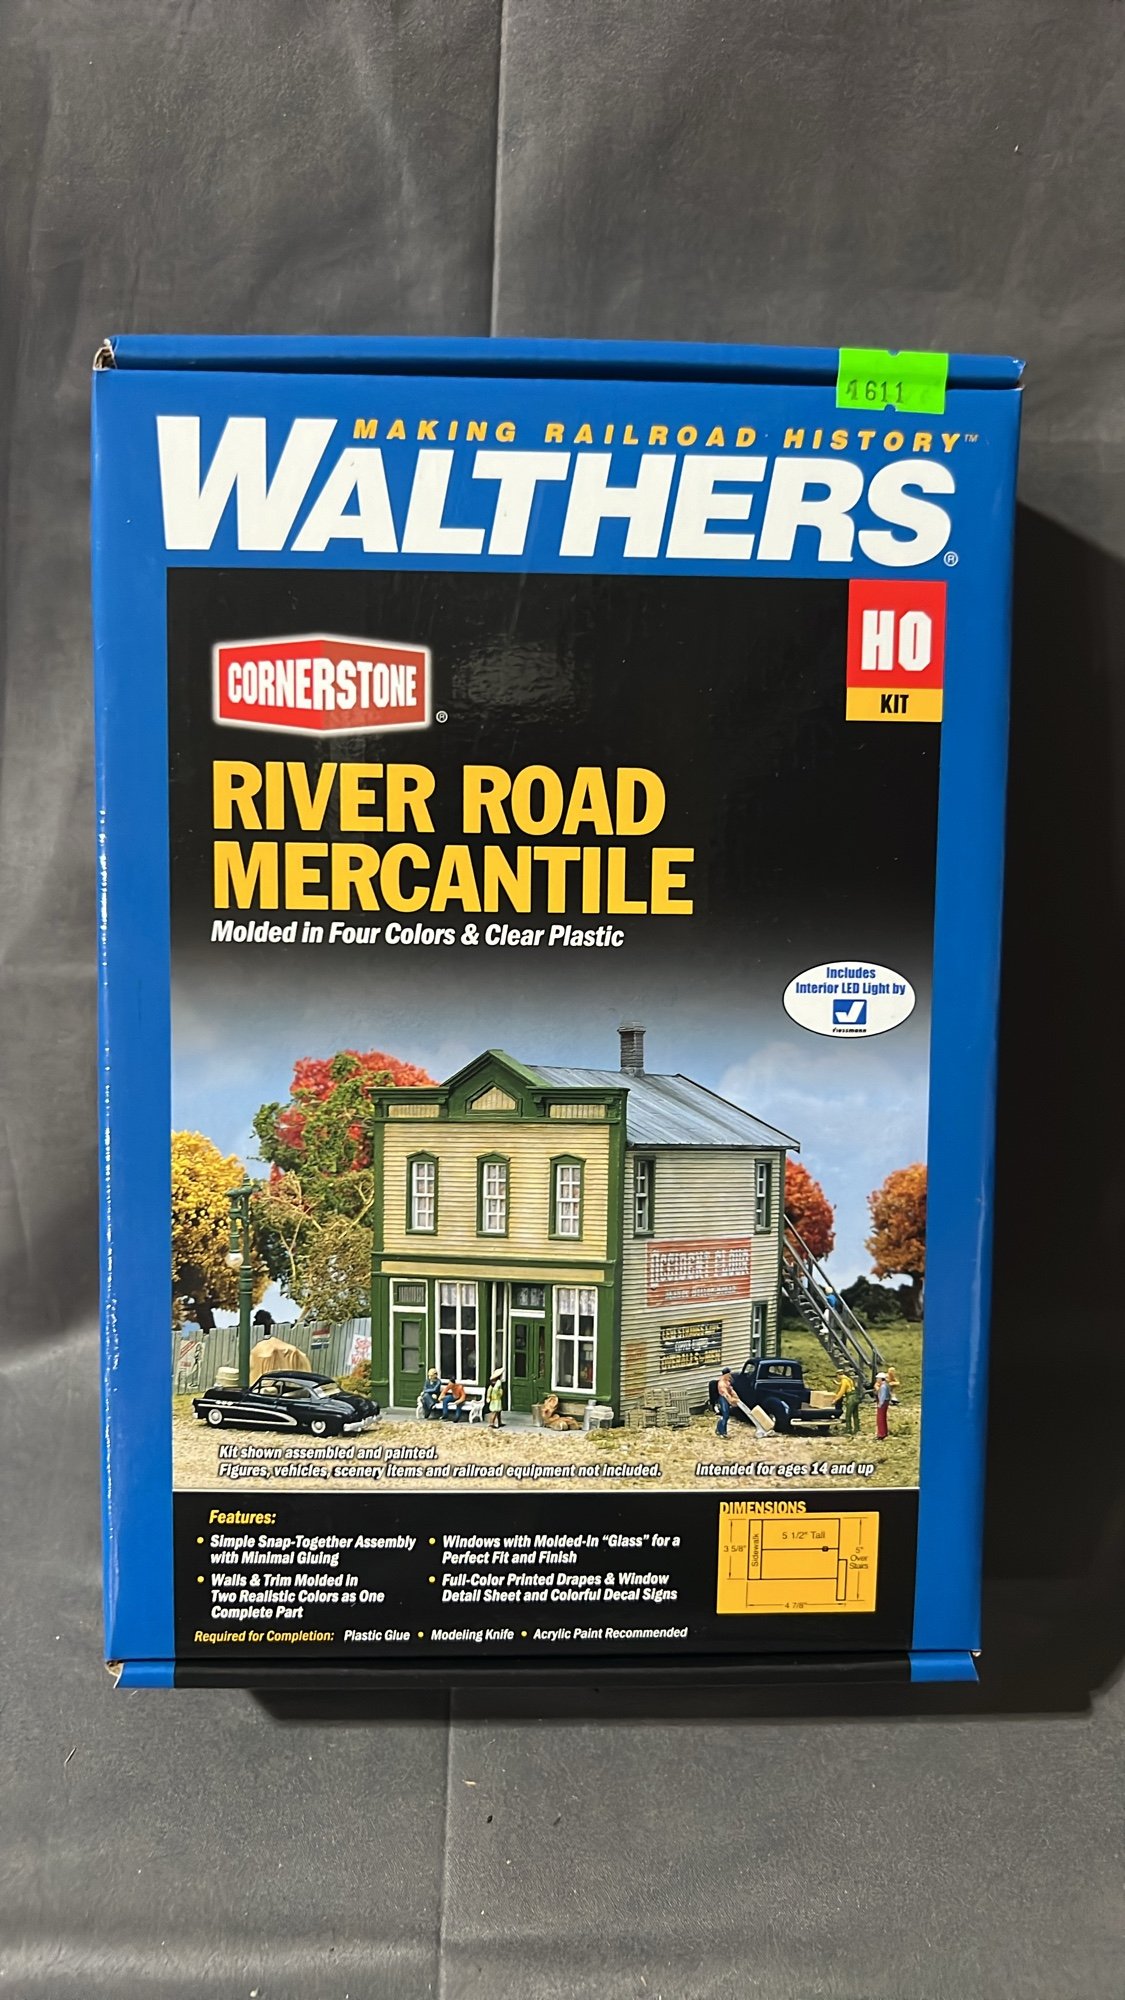 1611
MAKING RAILROAD HISTORY™
WALTHERS®
HO
KIT
CORNERSTONE®
RIVER ROAD
MERCANTILE
Molded in Four Colors & Clear Plastic
Includes
Interior LED Light by
viessmann
OCCIDENT FLOUR
Kit shown assembled and painted.
Figures, vehicles, scenery items and railroad equipment not included.
Intended for ages 14 and up
Features:
• Simple Snap-Together Assembly
with Minimal Gluing
• Walls & Trim Molded in
Two Realistic Colors as One
Complete Part
• Windows with Molded-In "Glass" for a
Perfect Fit and Finish
• Full-Color Printed Drapes & Window
Detail Sheet and Colorful Decal Signs
DIMENSIONS
3 5/8"
Sidewalk
5 1/2" Tall
5"
Over
Stairs
4 7/8"
Required for Completion: Plastic Glue • Modeling Knife • Acrylic Paint Recommended